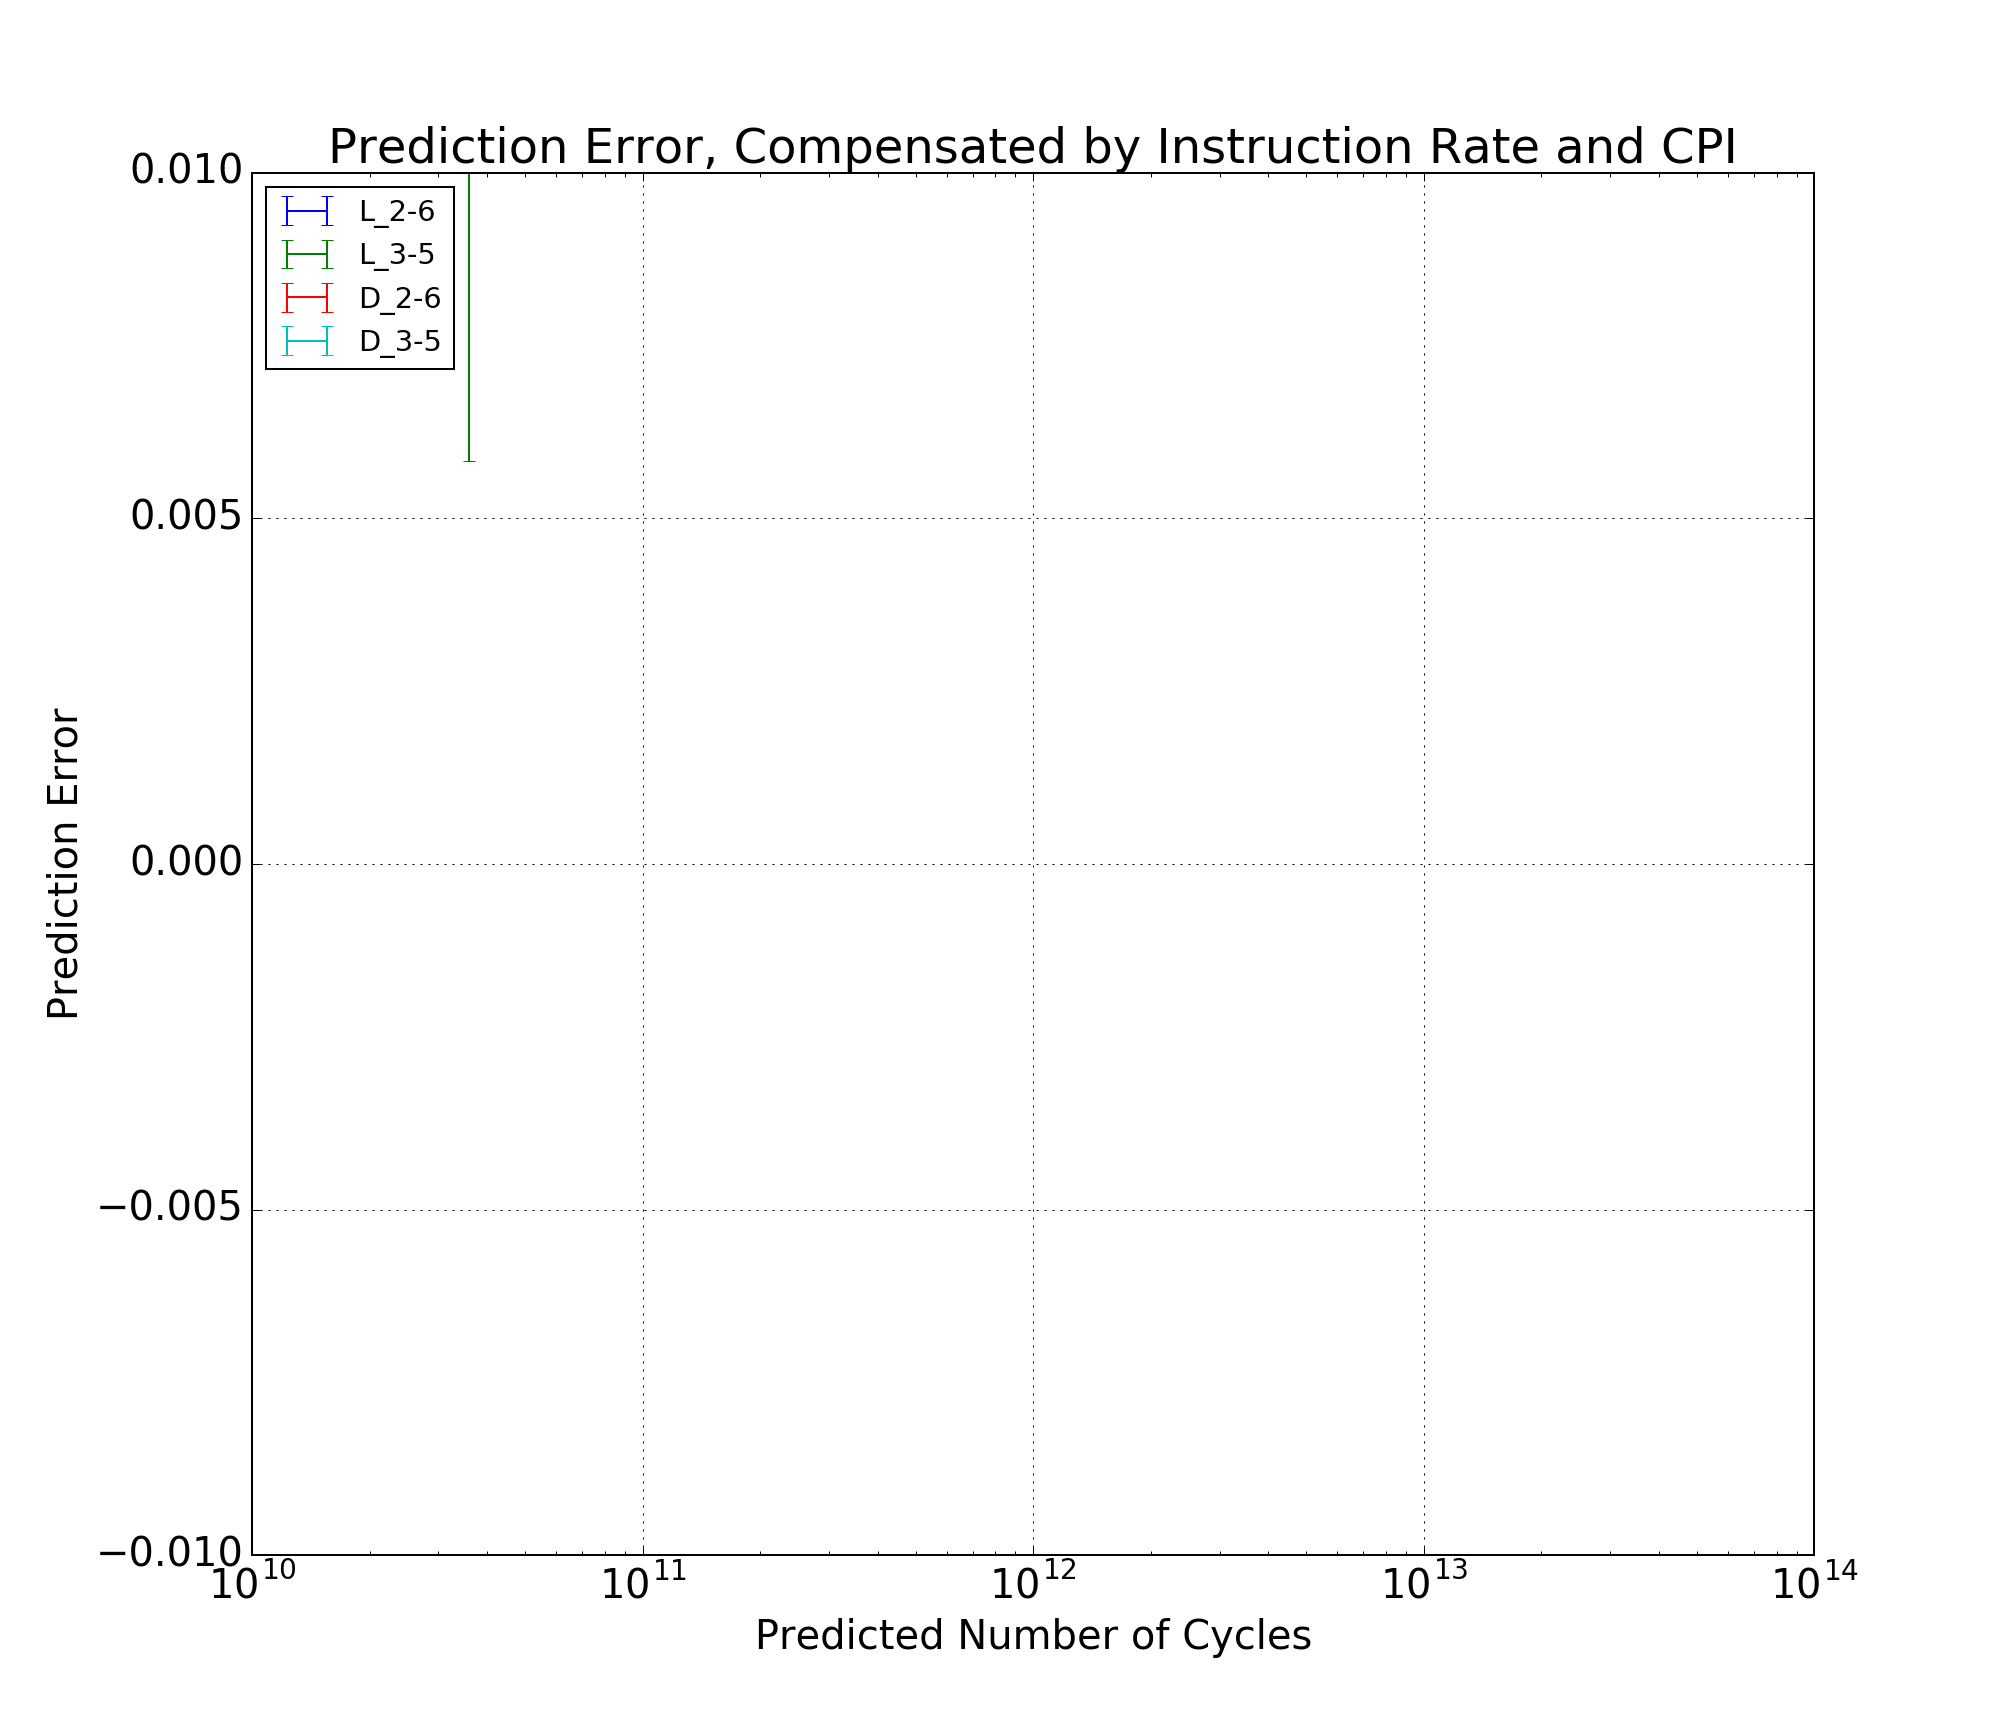 Prediction Error, Compensated by Instruction Rate and CPI
0.010
0.005
0.000
−0.005
−0.010
L_2-6
L_3-5
D_2-6
D_3-5
Prediction Error
10^10
10^11
10^12
10^13
10^14
Predicted Number of Cycles